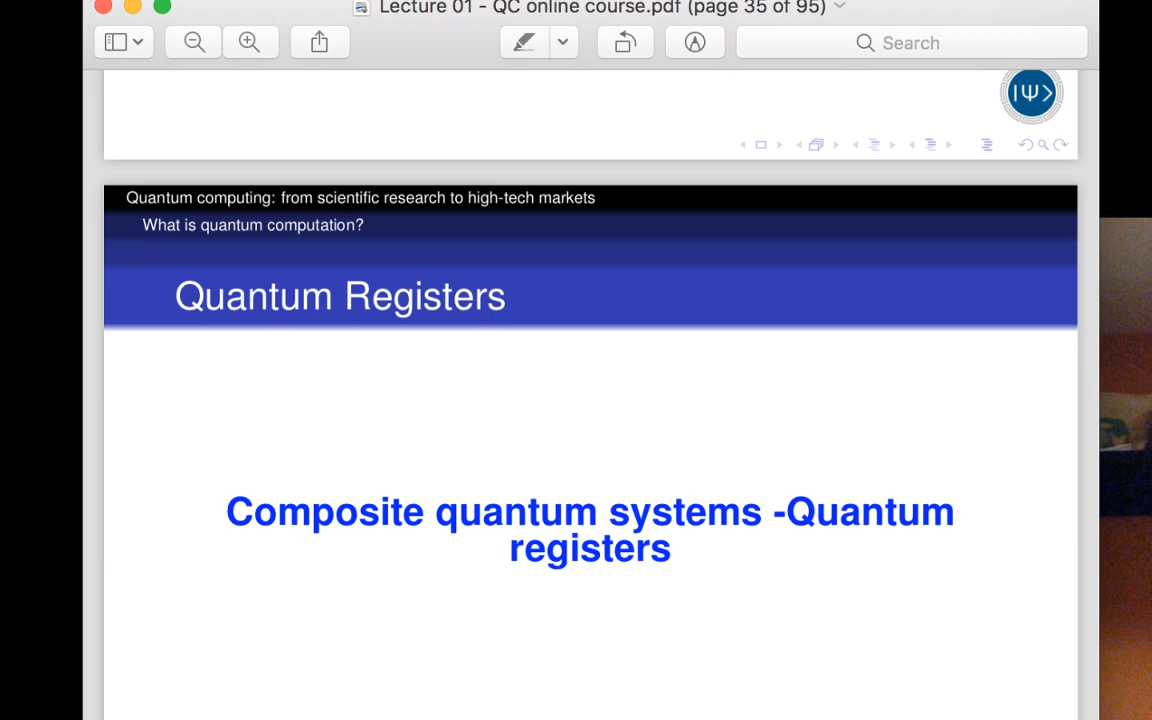 Lecture 01 - QC online course.pdf (page 35 of 95)
Search
|Ψ>
Quantum computing: from scientific research to high-tech markets
What is quantum computation?
Quantum Registers
Composite quantum systems -Quantum
registers